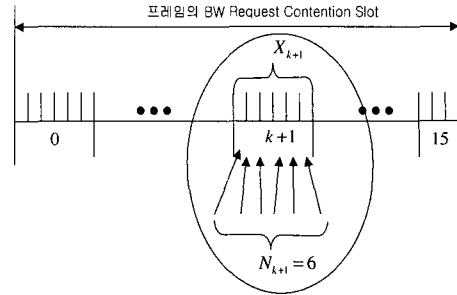 프레임의 BW Request Contention Slot
X_{k+1}
0 ••• k+1 ••• 15
N_{k+1} = 6